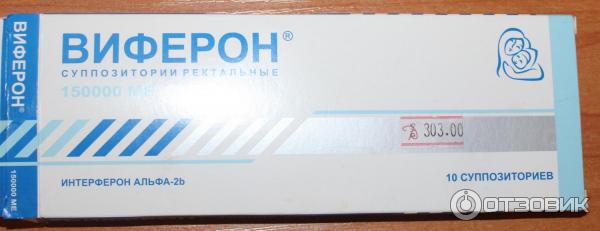 ВИФЕРОН®
150000 МЕ
ВИФЕРОН®
СУППОЗИТОРИИ РЕКТАЛЬНЫЕ
150000 МЕ
303.00
ИНТЕРФЕРОН АЛЬФА-2b
10 СУППОЗИТОРИЕВ
ОТЗОВИК